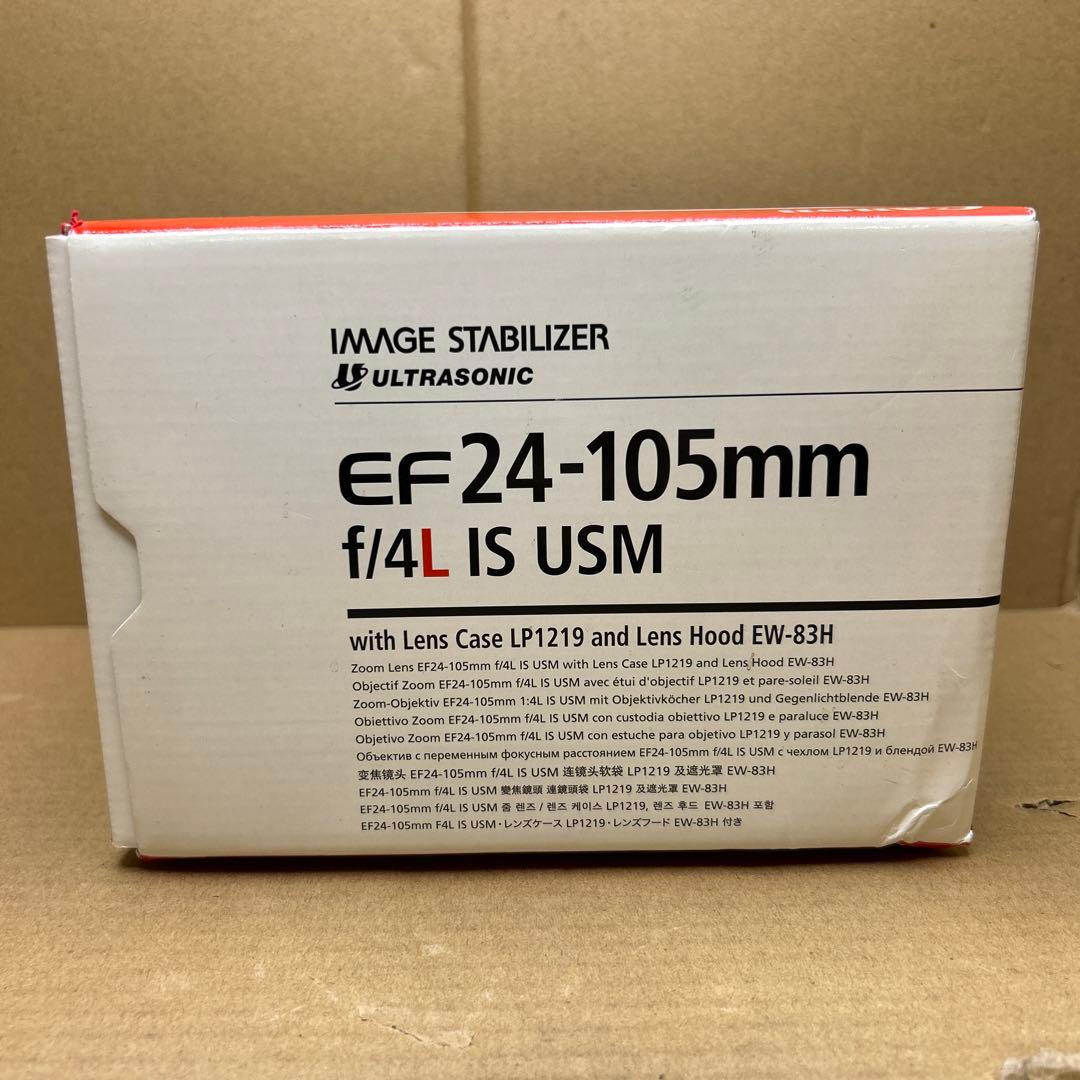 Canon
IMAGE STABILIZER
ULTRASONIC
EF24-105mm
f/4L IS USM
with Lens Case LP1219 and Lens Hood EW-83H
Zoom Lens EF24-105mm f/4L IS USM with Lens Case LP1219 and Lens Hood EW-83H
Objectif Zoom EF24-105mm f/4L IS USM avec étui d'objectif LP1219 et pare-soleil EW-83H
Zoom-Objektiv EF24-105mm 1:4L IS USM mit Objektivköcher LP1219 und Gegenlichtblende EW-83H
Obiettivo Zoom EF24-105mm f/4L IS USM con custodia obiettivo LP1219 e paraluce EW-83H
Objetivo Zoom EF24-105mm f/4L IS USM con estuche para objetivo LP1219 y parasol EW-83H
Объектив с переменным фокусным расстоянием EF24-105mm f/4L IS USM с чехлом LP1219 и блендой EW-83H
变焦镜头 EF24-105mm f/4L IS USM 连镜头软袋 LP1219 及遮光罩 EW-83H
EF24-105mm f/4L IS USM 變焦鏡頭 連鏡頭袋 LP1219 及遮光罩 EW-83H
EF24-105mm f/4L IS USM 줌 렌즈 / 렌즈 케이스 LP1219, 렌즈 후드 EW-83H 포함
EF24-105mm F4L IS USM・レンズケース LP1219・レンズフード EW-83H 付き